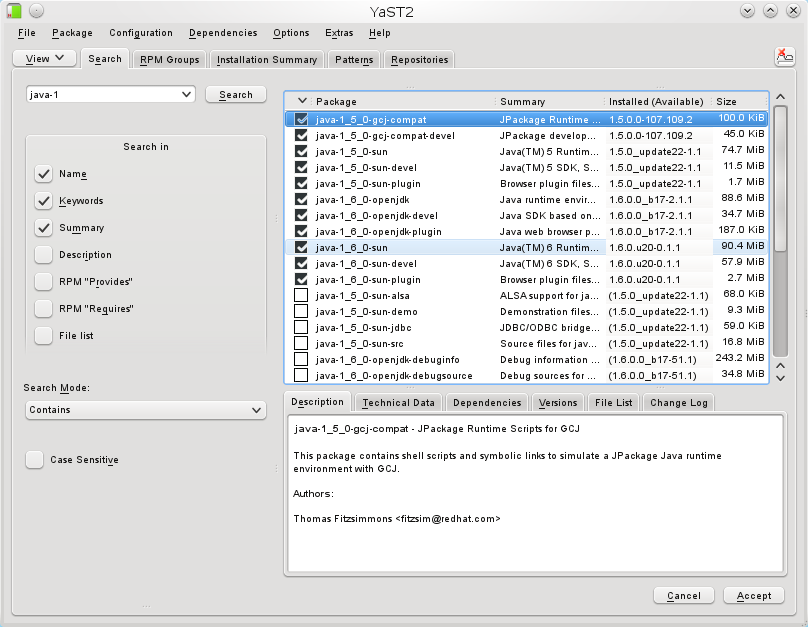 YaST2
File Package Configuration Dependencies Options Extras Help
View Search RPM Groups Installation Summary Patterns Repositories
java-1 Search
Search in
Name
Keywords
Summary
Description
RPM "Provides"
RPM "Requires"
File list
Search Mode:
Contains
Case Sensitive
Package Summary Installed (Available) Size
java-1_5_0-gcj-compat JPackage Runtime ... 1.5.0.0-107.109.2 100.0 KiB
java-1_5_0-gcj-compat-devel JPackage develop... 1.5.0.0-107.109.2 45.0 KiB
java-1_5_0-sun Java(TM) 5 Runtim... 1.5.0_update22-1.1 74.7 MiB
java-1_5_0-sun-devel Java(TM) 5 SDK, S... 1.5.0_update22-1.1 11.5 MiB
java-1_5_0-sun-plugin Browser plugin files... 1.5.0_update22-1.1 1.7 MiB
java-1_6_0-openjdk Java runtime envir... 1.6.0.0_b17-2.1.1 88.6 MiB
java-1_6_0-openjdk-devel Java SDK based on... 1.6.0.0_b17-2.1.1 34.7 MiB
java-1_6_0-openjdk-plugin Java web browser p... 1.6.0.0_b17-2.1.1 187.0 KiB
java-1_6_0-sun Java(TM) 6 Runtim... 1.6.0.u20-0.1.1 90.4 MiB
java-1_6_0-sun-devel Java(TM) 6 SDK, S... 1.6.0.u20-0.1.1 57.9 MiB
java-1_6_0-sun-plugin Browser plugin files... 1.6.0.u20-0.1.1 2.7 MiB
java-1_5_0-sun-alsa ALSA support for ja... (1.5.0_update22-1.1) 68.0 KiB
java-1_5_0-sun-demo Demonstration files... (1.5.0_update22-1.1) 9.3 MiB
java-1_5_0-sun-jdbc JDBC/ODBC bridge... (1.5.0_update22-1.1) 59.0 KiB
java-1_5_0-sun-src Source files for jav... (1.5.0_update22-1.1) 16.8 MiB
java-1_6_0-openjdk-debuginfo Debug information ... (1.6.0.0_b17-51.1) 243.2 MiB
java-1_6_0-openjdk-debugsource Debug sources for ... (1.6.0.0_b17-51.1) 34.8 MiB
Description Technical Data Dependencies Versions File List Change Log
java-1_5_0-gcj-compat - JPackage Runtime Scripts for GCJ
This package contains shell scripts and symbolic links to simulate a JPackage Java runtime
environment with GCJ.
Authors:
Thomas Fitzsimmons <fitzsim@redhat.com>
Cancel Accept